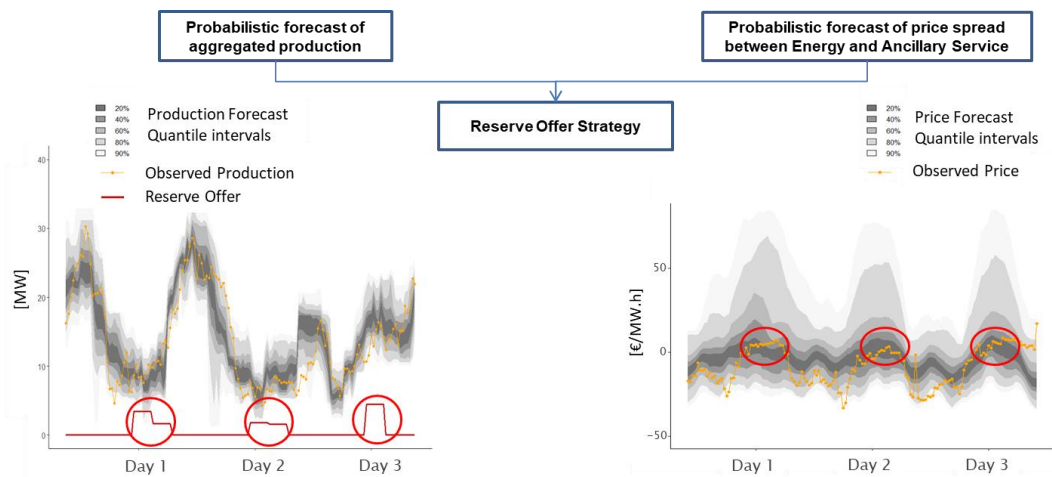 Probabilistic forecast of
aggregated production
Probabilistic forecast of price spread
between Energy and Ancillary Service
Reserve Offer Strategy
20%
40%
60%
80%
90%
Production Forecast
Quantile intervals
Observed Production
Reserve Offer
[MW]
40
30
20
10
0
Day 1
Day 2
Day 3
20%
40%
60%
80%
90%
Price Forecast
Quantile intervals
Observed Price
[€/MW.h]
50
0
−50
Day 1
Day 2
Day 3